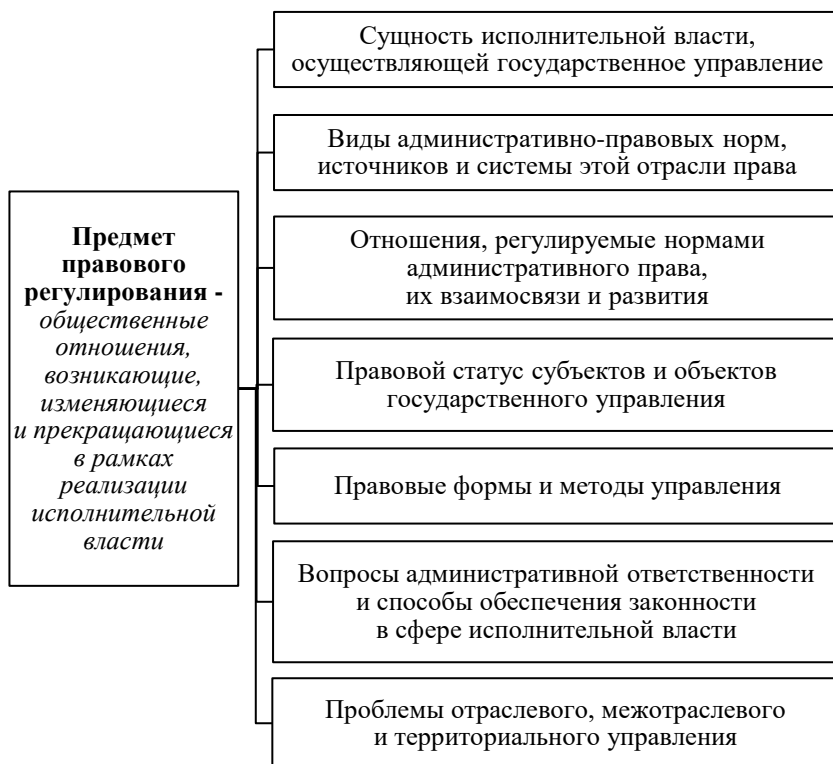 Предмет
правового
регулирования -
общественные
отношения,
возникающие,
изменяющиеся
и прекращающиеся
в рамках
реализации
исполнительной
власти
Сущность исполнительной власти,
осуществляющей государственное управление
Виды административно-правовых норм,
источников и системы этой отрасли права
Отношения, регулируемые нормами
административного права,
их взаимосвязи и развития
Правовой статус субъектов и объектов
государственного управления
Правовые формы и методы управления
Вопросы административной ответственности
и способы обеспечения законности
в сфере исполнительной власти
Проблемы отраслевого, межотраслевого
и территориального управления